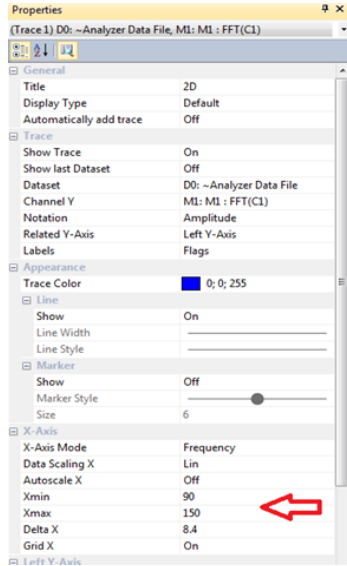 Properties
(Trace 1) D0: ~Analyzer Data File, M1: M1 : FFT(C1)
General
Title 2D
Display Type Default
Automatically add trace Off
Trace
Show Trace On
Show last Dataset Off
Dataset D0: ~Analyzer Data File
Channel Y M1: M1 : FFT(C1)
Notation Amplitude
Related Y-Axis Left Y-Axis
Labels Flags
Appearance
Trace Color 0; 0; 255
Line
Show On
Line Width
Line Style
Marker
Show Off
Marker Style
Size 6
X-Axis
X-Axis Mode Frequency
Data Scaling X Lin
Autoscale X Off
Xmin 90
Xmax 150
Delta X 8.4
Grid X On
Left Y-Axis